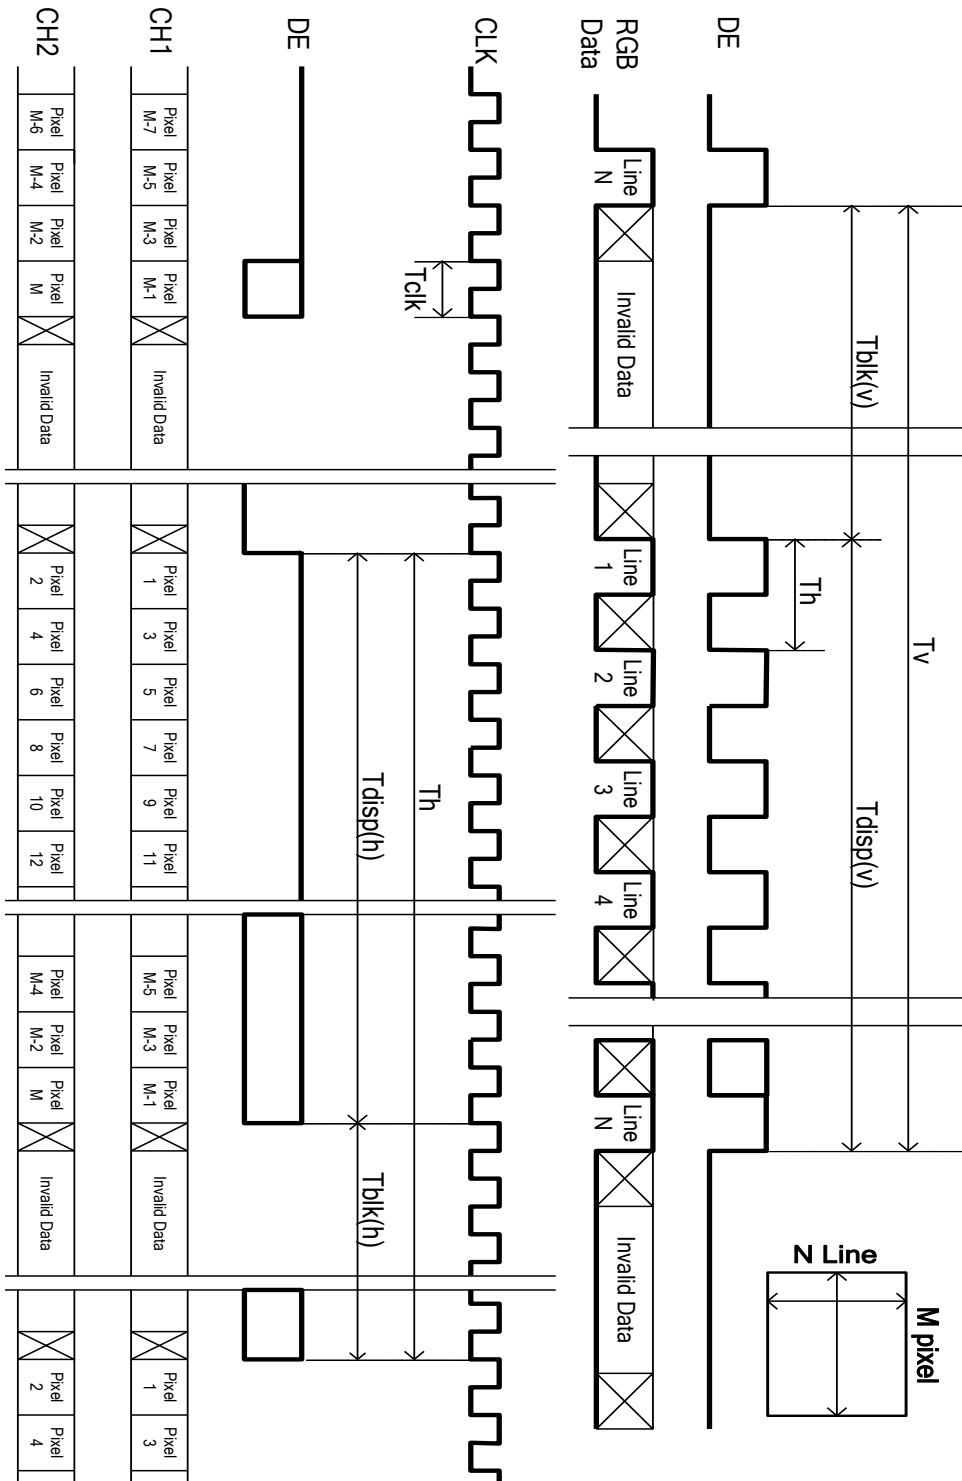 Tv
M pixel
Tblk(v)
Tdisp(v)
N Line
Th
DE
RGB
Data
Line
N
Invalid Data
Line
1
Line
2
Line
3
Line
4
Line
N
Invalid Data
CLK
Tclk
Th
Tdisp(h)
Tblk(h)
DE
CH1
Pixel
M-7
Pixel
M-5
Pixel
M-3
Pixel
M-1
Invalid Data
Pixel
1
Pixel
3
Pixel
5
Pixel
7
Pixel
9
Pixel
11
Pixel
M-5
Pixel
M-3
Pixel
M-1
Invalid Data
Pixel
1
Pixel
3
CH2
Pixel
M-6
Pixel
M-4
Pixel
M-2
Pixel
M
Invalid Data
Pixel
2
Pixel
4
Pixel
6
Pixel
8
Pixel
10
Pixel
12
Pixel
M-4
Pixel
M-2
Pixel
M
Invalid Data
Pixel
2
Pixel
4